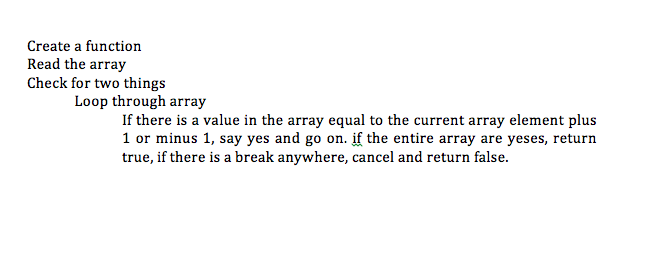 Create a function
Read the array
Check for two things
Loop through array
If there is a value in the array equal to the current array element plus
1 or minus 1, say yes and go on. if the entire array are yeses, return
true, if there is a break anywhere, cancel and return false.